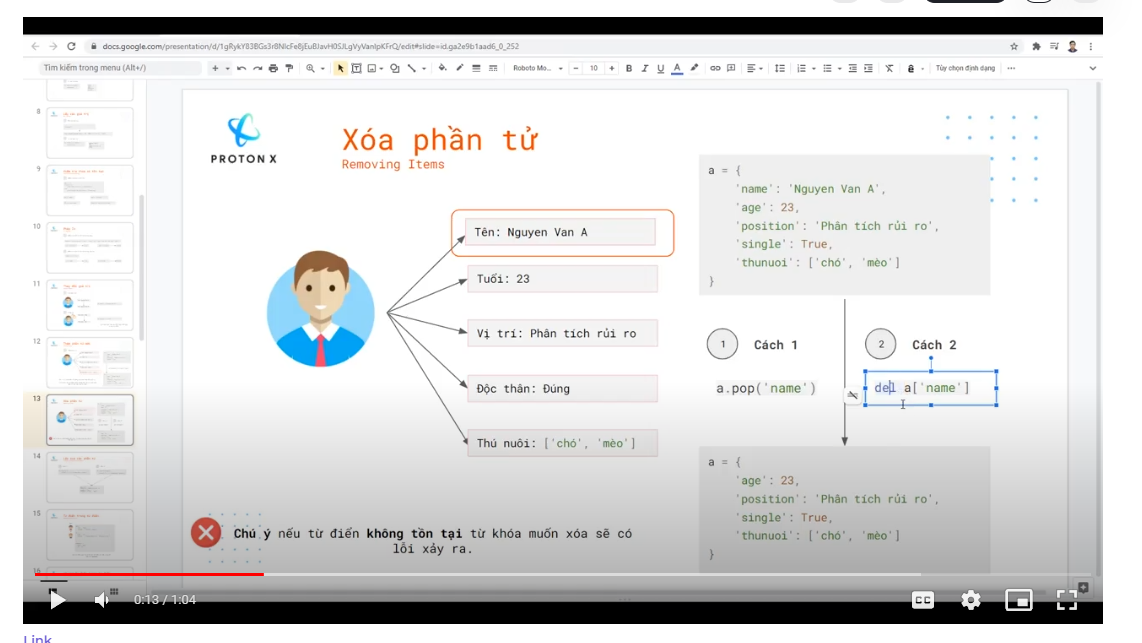 docs.google.com/presentation/d/1gRykY83BGs3r8NlcFe8jEuBJavH0SJLgVyVanlpKFrQ/edit#slide=id.ga2e9b1aad6_0_252
Tìm kiếm trong menu (Alt+/)
Roboto Mo...
10
B
I
U
A
Tùy chọn định dạng
8
9
10
11
12
13
14
15
16
PROTON X
Xóa phần tử
Removing Items
Tên: Nguyen Van A
Tuổi: 23
Vị trí: Phân tích rủi ro
Độc thân: Đúng
Thú nuôi: ['chó', 'mèo']
Chú ý nếu từ điển không tồn tại từ khóa muốn xóa sẽ có
lỗi xảy ra.
a = {
'name': 'Nguyen Van A',
'age': 23,
'position': 'Phân tích rủi ro',
'single': True,
'thunuoi': ['chó', 'mèo']
}
1
Cách 1
2
Cách 2
a.pop('name')
del a['name']
a = {
'age': 23,
'position': 'Phân tích rủi ro',
'single': True,
'thunuoi': ['chó', 'mèo']
}
0:13 / 1:04
CC
Link